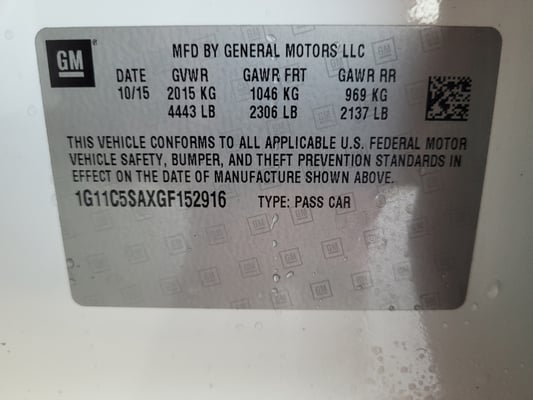 GM
MFD BY GENERAL MOTORS LLC
DATE GVWR GAWR FRT GAWR RR
10/15 2015 KG 1046 KG 969 KG
4443 LB 2306 LB 2137 LB
THIS VEHICLE CONFORMS TO ALL APPLICABLE U.S. FEDERAL MOTOR
VEHICLE SAFETY, BUMPER, AND THEFT PREVENTION STANDARDS IN
EFFECT ON THE DATE OF MANUFACTURE SHOWN ABOVE.
1G11C5SAXGF152916 TYPE: PASS CAR